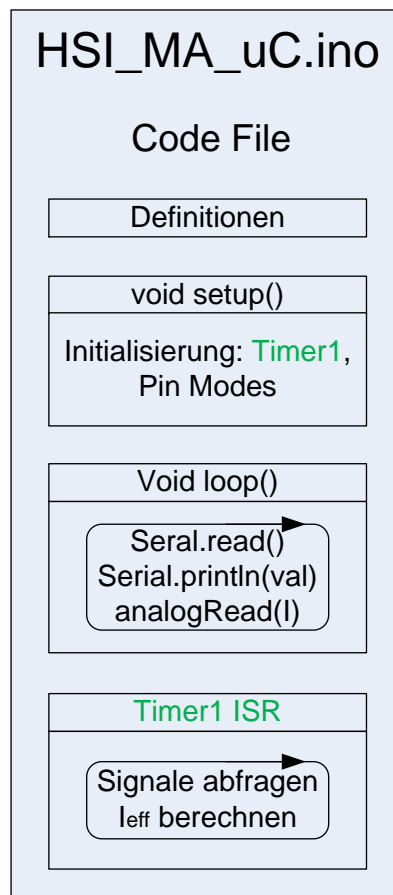 HSI_MA_uC.ino
Code File
Definitionen
void setup()
Initialisierung: Timer1,
Pin Modes
Void loop()
Seral.read()
Serial.println(val)
analogRead(I)
Timer1 ISR
Signale abfragen
Ieff berechnen